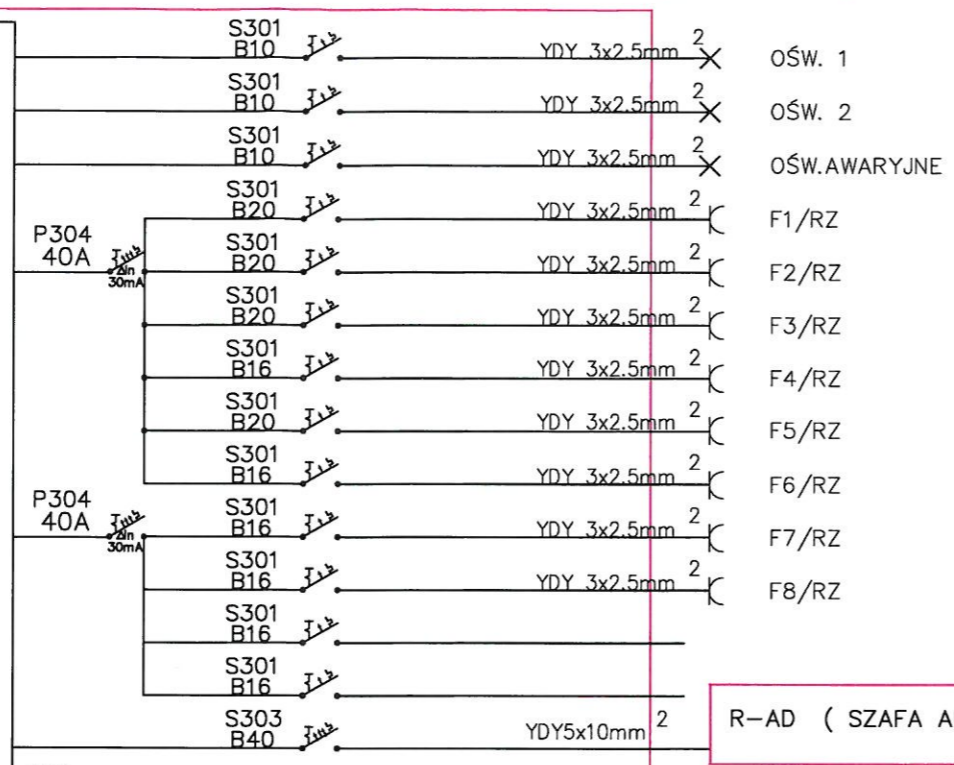 S301
B10
YDY 3x2.5mm 2
OŚW. 1
S301
B10
YDY 3x2.5mm 2
OŚW. 2
S301
B10
YDY 3x2.5mm 2
OŚW.AWARYJNE
S301
B20
YDY 3x2.5mm 2
F1/RZ
P304
40A
ΔIn
30mA
S301
B20
YDY 3x2.5mm 2
F2/RZ
S301
B20
YDY 3x2.5mm 2
F3/RZ
S301
B16
YDY 3x2.5mm 2
F4/RZ
S301
B20
YDY 3x2.5mm 2
F5/RZ
S301
B16
YDY 3x2.5mm 2
F6/RZ
P304
40A
ΔIn
30mA
S301
B16
YDY 3x2.5mm 2
F7/RZ
S301
B16
YDY 3x2.5mm 2
F8/RZ
S301
B16
S301
B16
S303
B40
YDY5x10mm 2
R-AD ( SZAFA